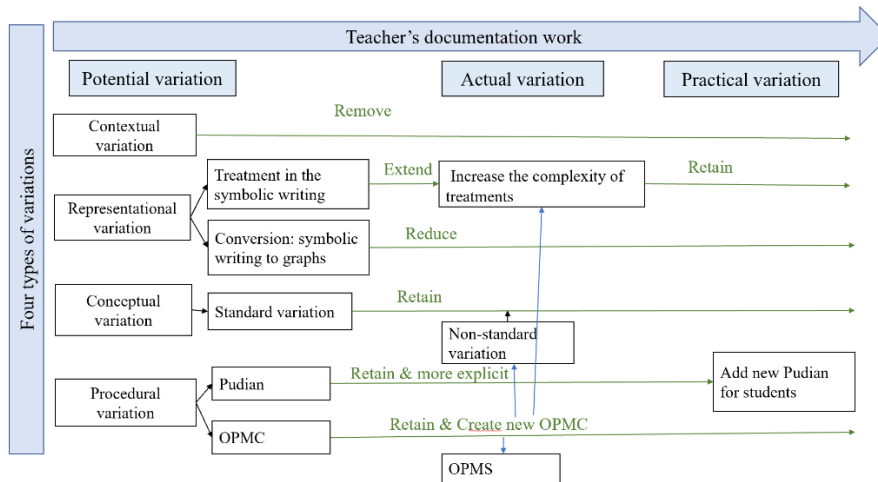 Teacher's documentation work
Potential variation
Actual variation
Practical variation
Four types of variations
Contextual
variation
Remove
Representational
variation
Treatment in the
symbolic writing
Extend
Increase the complexity of
treatments
Retain
Conversion: symbolic
writing to graphs
Reduce
Conceptual
variation
Standard variation
Retain
Non-standard
variation
Procedural
variation
Pudian
Retain & more explicit
Add new Pudian
for students
OPMC
Retain & Create new OPMC
OPMS